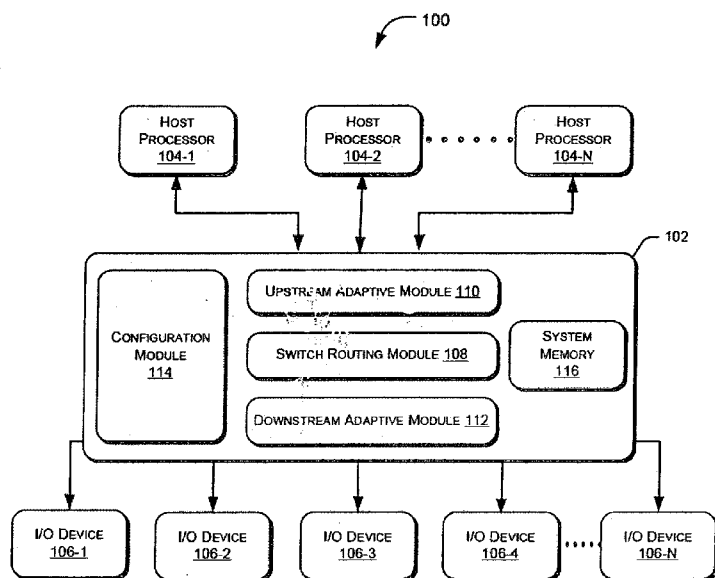 100
HOST
PROCESSOR
104-1
HOST
PROCESSOR
104-2
HOST
PROCESSOR
104-N
102
CONFIGURATION
MODULE
114
UPSTREAM ADAPTIVE MODULE 110
SWITCH ROUTING MODULE 108
DOWNSTREAM ADAPTIVE MODULE 112
SYSTEM
MEMORY
116
I/O DEVICE
106-1
I/O DEVICE
106-2
I/O DEVICE
106-3
I/O DEVICE
106-4
I/O DEVICE
106-N